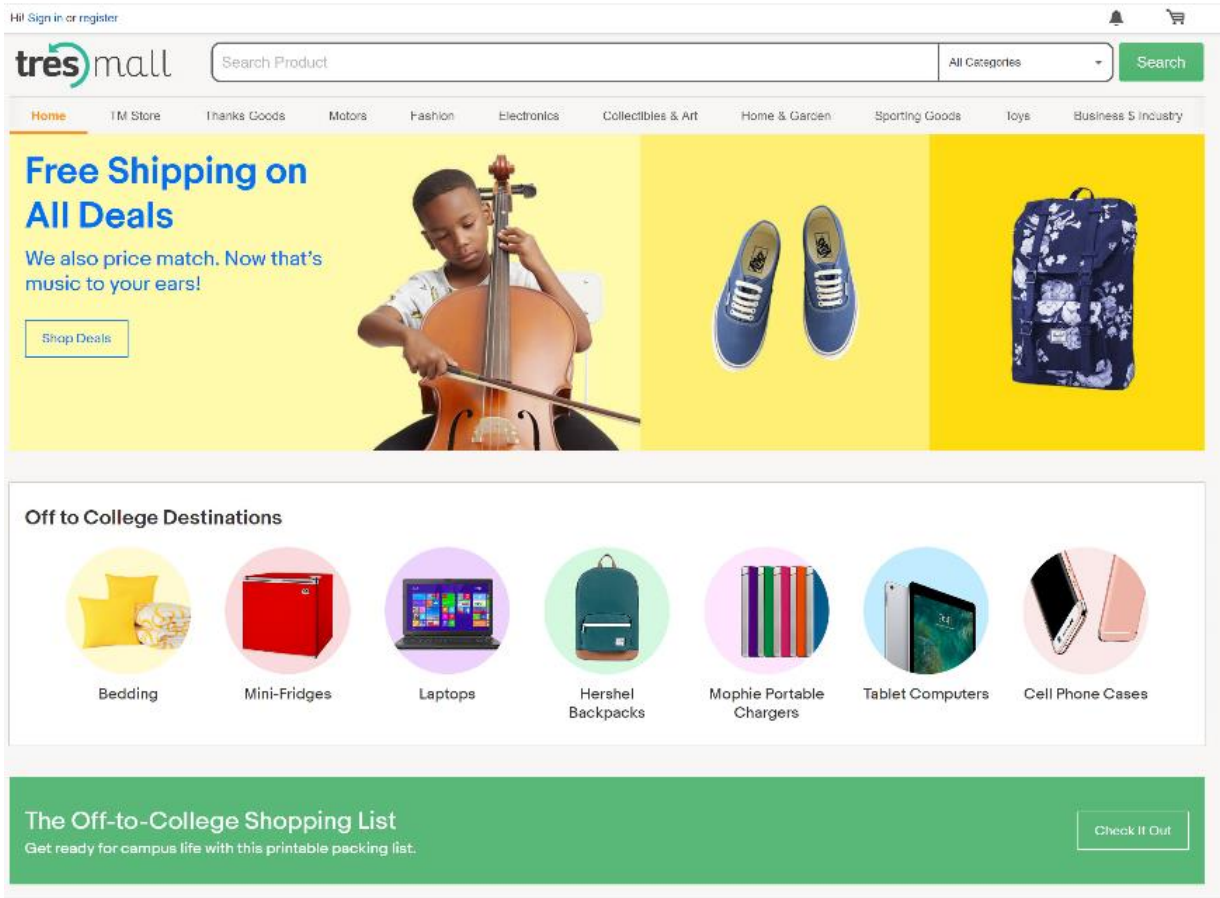 Hi! Sign in or register
tres mall
Search Product
All Categories
Search
Home TM Store Thanks Goods Motors Fashion Electronics Collectibles & Art Home & Garden Sporting Goods Toys Business $ Industry
Free Shipping on
All Deals
We also price match. Now that's
music to your ears!
Shop Deals
Off to College Destinations
Bedding
Mini-Fridges
Laptops
Hershel
Backpacks
Mophie Portable
Chargers
Tablet Computers
Cell Phone Cases
The Off-to-College Shopping List
Get ready for campus life with this printable packing list.
Check It Out